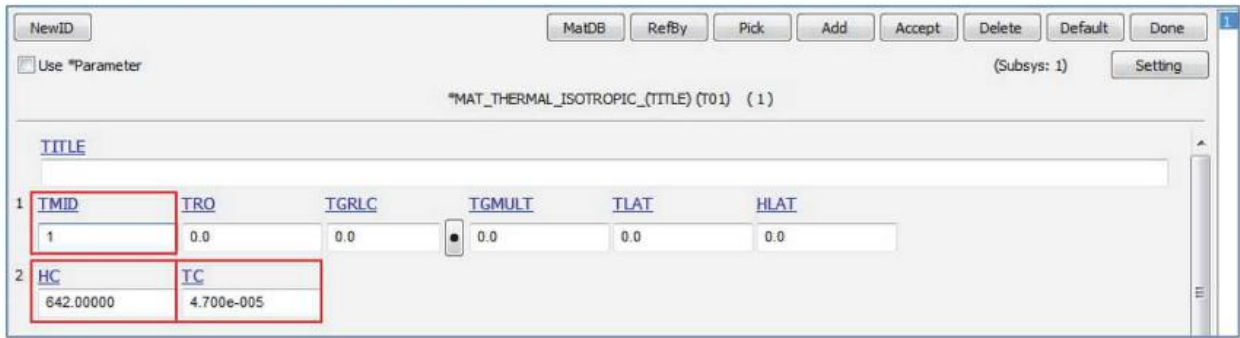 NewID MatDB RefBy Pick Add Accept Delete Default Done 1
Use *Parameter (Subsys: 1) Setting
*MAT_THERMAL_ISOTROPIC_(TITLE) (T01) (1)
TITLE
1 TMID TRO TGRLC TGMULT TLAT HLAT
1 0.0 0.0 0.0 0.0 0.0
2 HC TC
642.00000 4.700e-005